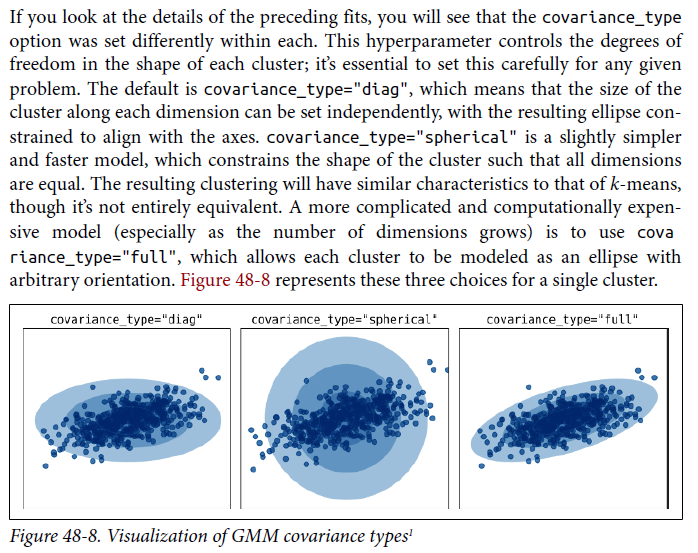 If you look at the details of the preceding fits, you will see that the covariance_type
option was set differently within each. This hyperparameter controls the degrees of
freedom in the shape of each cluster; it’s essential to set this carefully for any given
problem. The default is covariance_type="diag", which means that the size of the
cluster along each dimension can be set independently, with the resulting ellipse con-
strained to align with the axes. covariance_type="spherical" is a slightly simpler
and faster model, which constrains the shape of the cluster such that all dimensions
are equal. The resulting clustering will have similar characteristics to that of k-means,
though it’s not entirely equivalent. A more complicated and computationally expen-
sive model (especially as the number of dimensions grows) is to use cova
riance_type="full", which allows each cluster to be modeled as an ellipse with
arbitrary orientation. Figure 48-8 represents these three choices for a single cluster.
covariance_type="diag"
covariance_type="spherical"
covariance_type="full"
Figure 48-8. Visualization of GMM covariance types¹